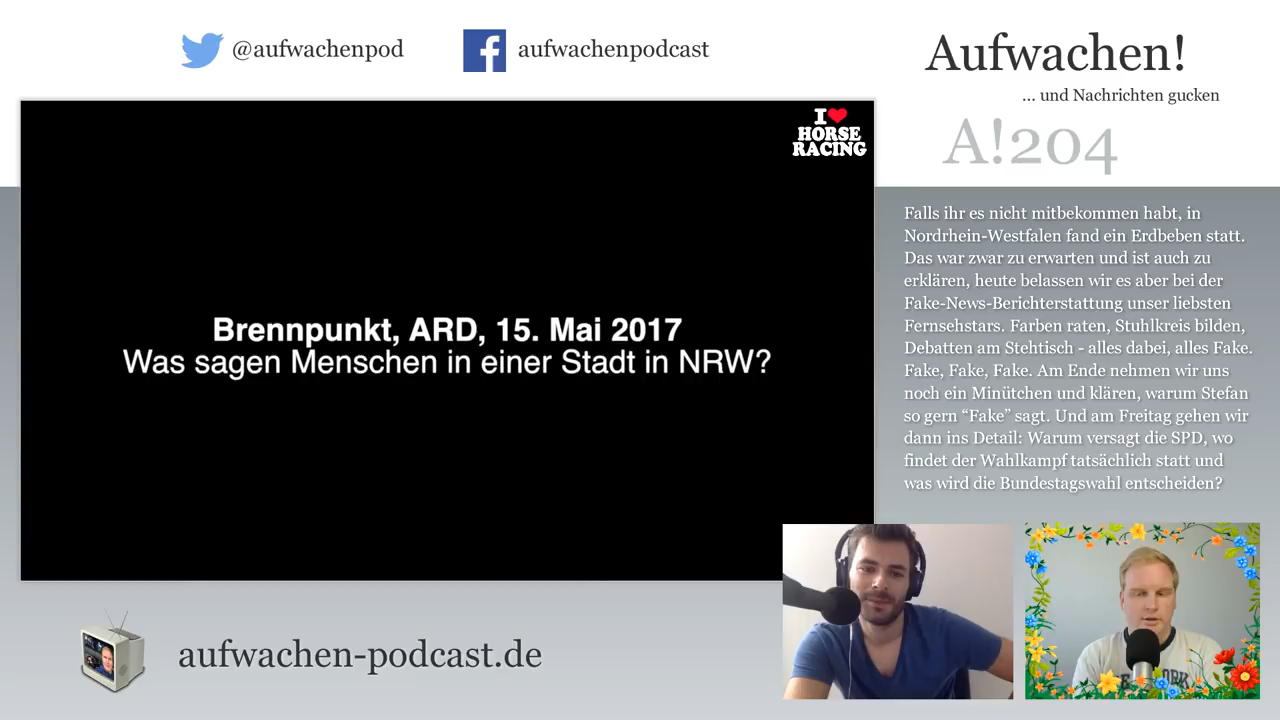 @aufwachenpod
aufwachenpodcast
Aufwachen!
... und Nachrichten gucken
A!204
I
HORSE
RACING
Brennpunkt, ARD, 15. Mai 2017
Was sagen Menschen in einer Stadt in NRW?
Falls ihr es nicht mitbekommen habt, in
Nordrhein-Westfalen fand ein Erdbeben statt.
Das war zwar zu erwarten und ist auch zu
erklären, heute belassen wir es aber bei der
Fake-News-Berichterstattung unser liebsten
Fernsehstars. Farben raten, Stuhlkreis bilden,
Debatten am Stehtisch - alles dabei, alles Fake.
Fake, Fake, Fake. Am Ende nehmen wir uns
noch ein Minütchen und klären, warum Stefan
so gern “Fake” sagt. Und am Freitag gehen wir
dann ins Detail: Warum versagt die SPD, wo
findet der Wahlkampf tatsächlich statt und
was wird die Bundestagswahl entscheiden?
aufwachen-podcast.de